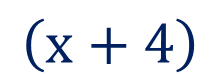 (x + 4)